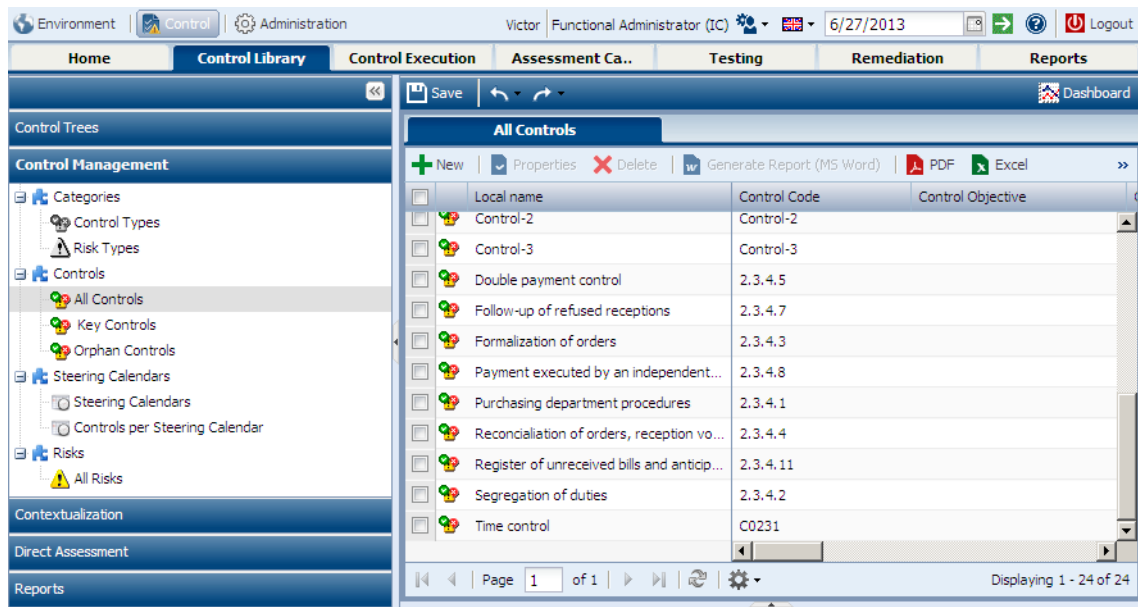 Environment Control Administration Victor Functional Administrator (IC) 6/27/2013 Logout
Home Control Library Control Execution Assessment Ca.. Testing Remediation Reports
Save Dashboard
Control Trees
All Controls
Control Management
New Properties Delete Generate Report (MS Word) PDF Excel »
Local name Control Code Control Objective
Categories
Control Types
Risk Types
Controls
All Controls
Key Controls
Orphan Controls
Steering Calendars
Steering Calendars
Controls per Steering Calendar
Risks
All Risks
Contextualization
Direct Assessment
Reports
Control-2 Control-2
Control-3 Control-3
Double payment control 2.3.4.5
Follow-up of refused receptions 2.3.4.7
Formalization of orders 2.3.4.3
Payment executed by an independent... 2.3.4.8
Purchasing department procedures 2.3.4.1
Reconcialiation of orders, reception vo... 2.3.4.4
Register of unreceived bills and anticip... 2.3.4.11
Segregation of duties 2.3.4.2
Time control C0231
Page 1 of 1 Displaying 1 - 24 of 24